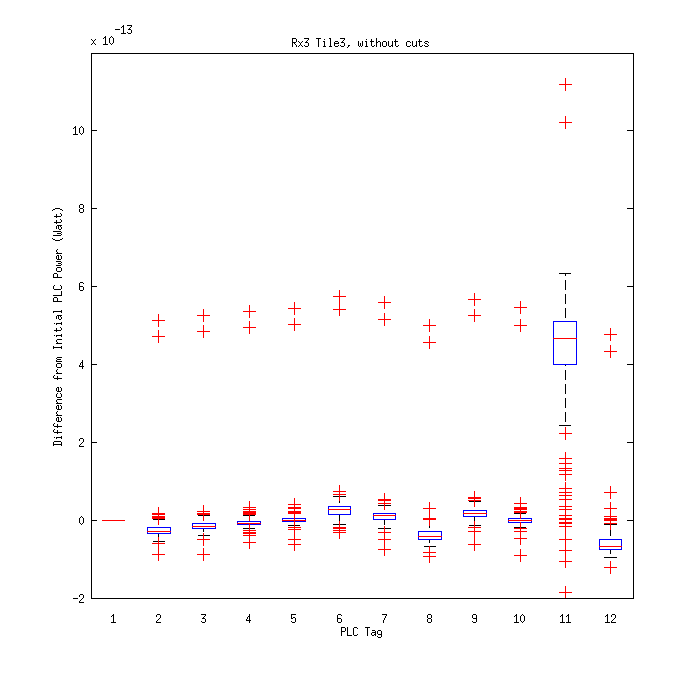 x 10^-13
Rx3 Tile3, without cuts
Difference from Initial PLC Power (Watt)
10
8
6
4
2
0
-2
1 2 3 4 5 6 7 8 9 10 11 12
PLC Tag